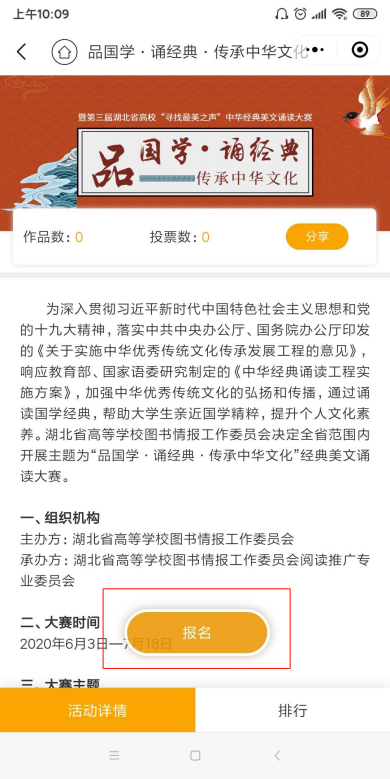 上午10:09
89
品国学·诵经典·传承中华文化
暨第三届湖北省高校“寻找最美之声”中华经典美文诵读大赛
品国学·诵经典
传承中华文化
作品数: 0
投票数: 0
分享
为深入贯彻习近平新时代中国特色社会主义思想和党
的十九大精神，落实中共中央办公厅、国务院办公厅印发
的《关于实施中华优秀传统文化传承发展工程的意见》，
响应教育部、国家语委研究制定的《中华经典诵读工程实
施方案》，加强中华优秀传统文化的弘扬和传播，通过诵
读国学经典，帮助大学生亲近国学精粹，提升个人文化素
养。湖北省高等学校图书情报工作委员会决定全省范围内
开展主题为“品国学·诵经典·传承中华文化”经典美文诵
读大赛。
一、组织机构
主办方：湖北省高等学校图书情报工作委员会
承办方：湖北省高等学校图书情报工作委员会阅读推广专
业委员会
二、大赛时间
报名
2020年6月3日—7月18日
三、大赛主题
活动详情
排行